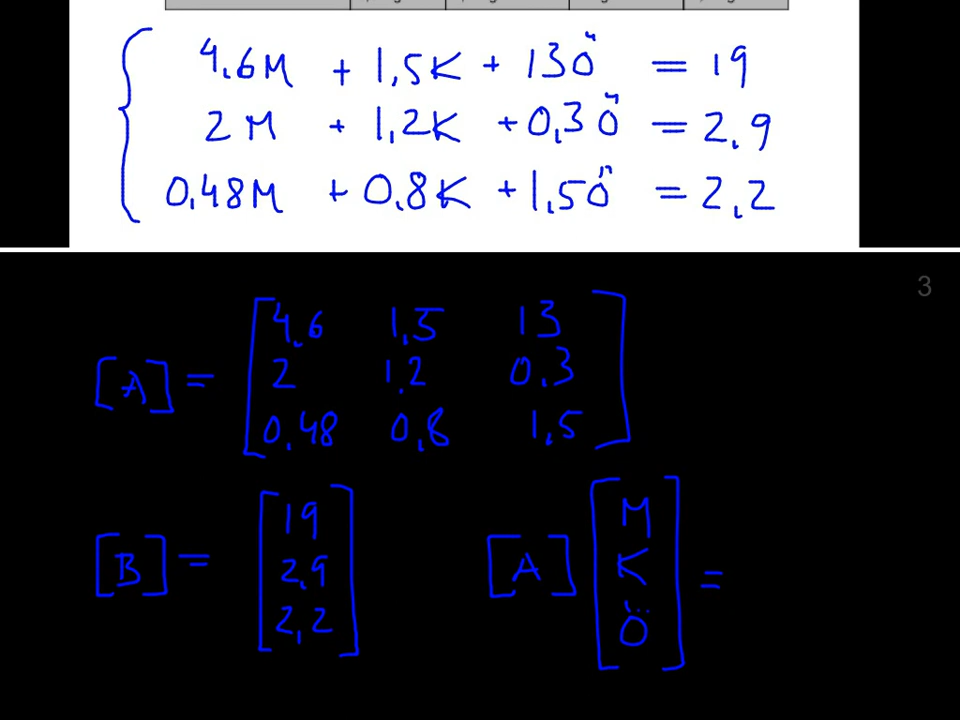 4.6M + 1,5K + 13Ö = 19
2M + 1,2K + 0,3Ö = 2.9
0,48M + 0,8K + 1,5Ö = 2,2
3
[A] = [4.6 1,5 13
2 1.2 0.3
0,48 0,8 1,5]
[B] = [19 2,9 2,2] [A] [M K Ö] =